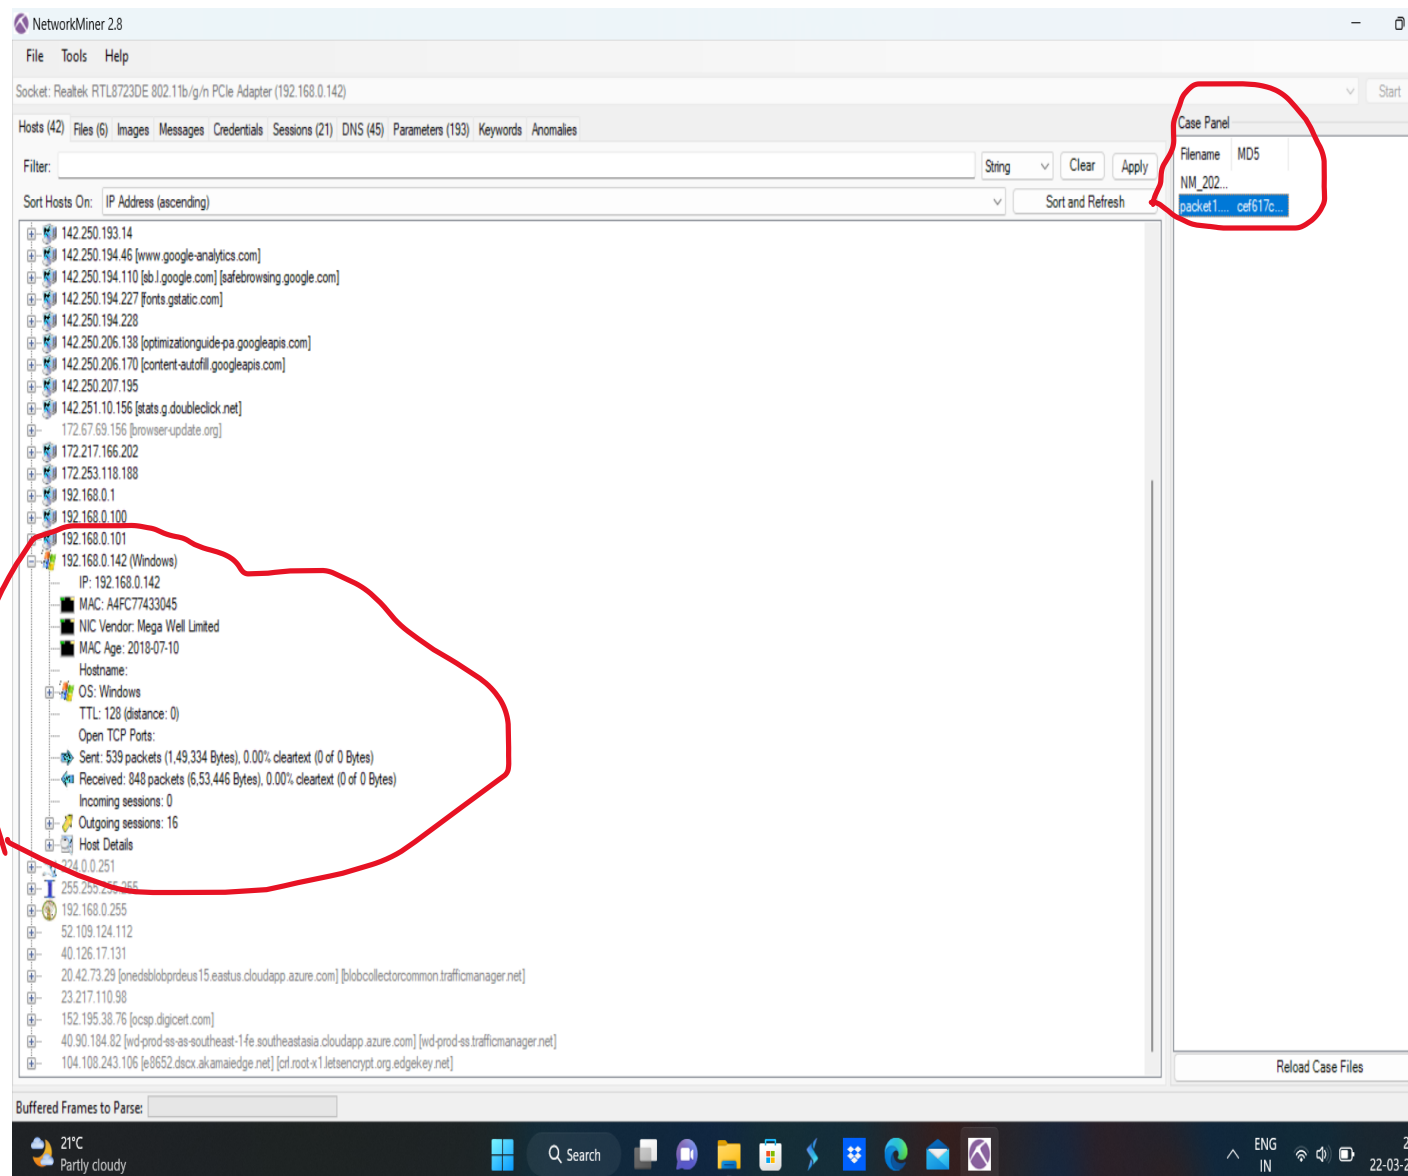 NetworkMiner 2.8
File Tools Help
Socket: Realtek RTL8723DE 802.11b/g/n PCIe Adapter (192.168.0.142)
Start
Hosts (42) Files (6) Images Messages Credentials Sessions (21) DNS (45) Parameters (193) Keywords Anomalies
Filter: String Clear Apply
Sort Hosts On: IP Address (ascending) Sort and Refresh
142.250.193.14
142.250.194.46 [www.google-analytics.com]
142.250.194.110 [sb.l.google.com] [safebrowsing.google.com]
142.250.194.227 [fonts.gstatic.com]
142.250.194.228
142.250.206.138 [optimizationguide-pa.googleapis.com]
142.250.206.170 [content-autofill.googleapis.com]
142.250.207.195
142.251.10.156 [stats.g.doubleclick.net]
172.67.69.156 [browser-update.org]
172.217.166.202
172.253.118.188
192.168.0.1
192.168.0.100
192.168.0.101
192.168.0.142 (Windows)
IP: 192.168.0.142
MAC: A4FC77433045
NIC Vendor: Mega Well Limited
MAC Age: 2018-07-10
Hostname:
OS: Windows
TTL: 128 (distance: 0)
Open TCP Ports:
Sent: 539 packets (1,49,334 Bytes), 0.00% cleartext (0 of 0 Bytes)
Received: 848 packets (6,53,446 Bytes), 0.00% cleartext (0 of 0 Bytes)
Incoming sessions: 0
Outgoing sessions: 16
Host Details
224.0.0.251
255.255.255.255
192.168.0.255
52.109.124.112
40.126.17.131
20.42.73.29 [onedsblobprdeus15.eastus.cloudapp.azure.com] [blobcollectorcommon.trafficmanager.net]
23.217.110.98
152.195.38.76 [ocsp.digicert.com]
40.90.184.82 [wd-prod-ss-as-southeast-1-fe.southeastasia.cloudapp.azure.com] [wd-prod-ss.trafficmanager.net]
104.108.243.106 [e8652.dscx.akamaiedge.net] [crl.root-x1.letsencrypt.org.edgekey.net]
Case Panel
Filename MD5
NM_202...
packet1.... cef617c...
Reload Case Files
Buffered Frames to Parse:
21°C
Partly cloudy
Search
ENG
IN
2
22-03-2